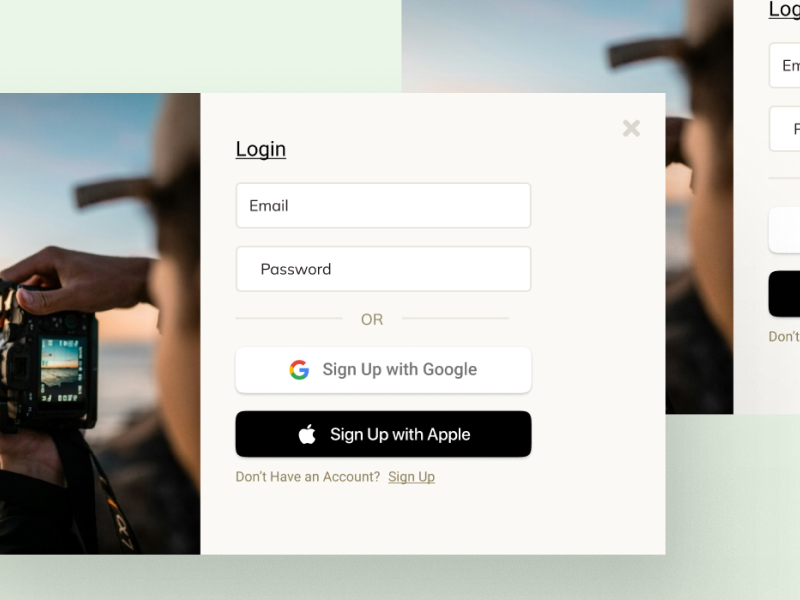 Login
Email
Password
OR
Sign Up with Google
Sign Up with Apple
Don't Have an Account? Sign Up
Log
Em
P
Don't
α7